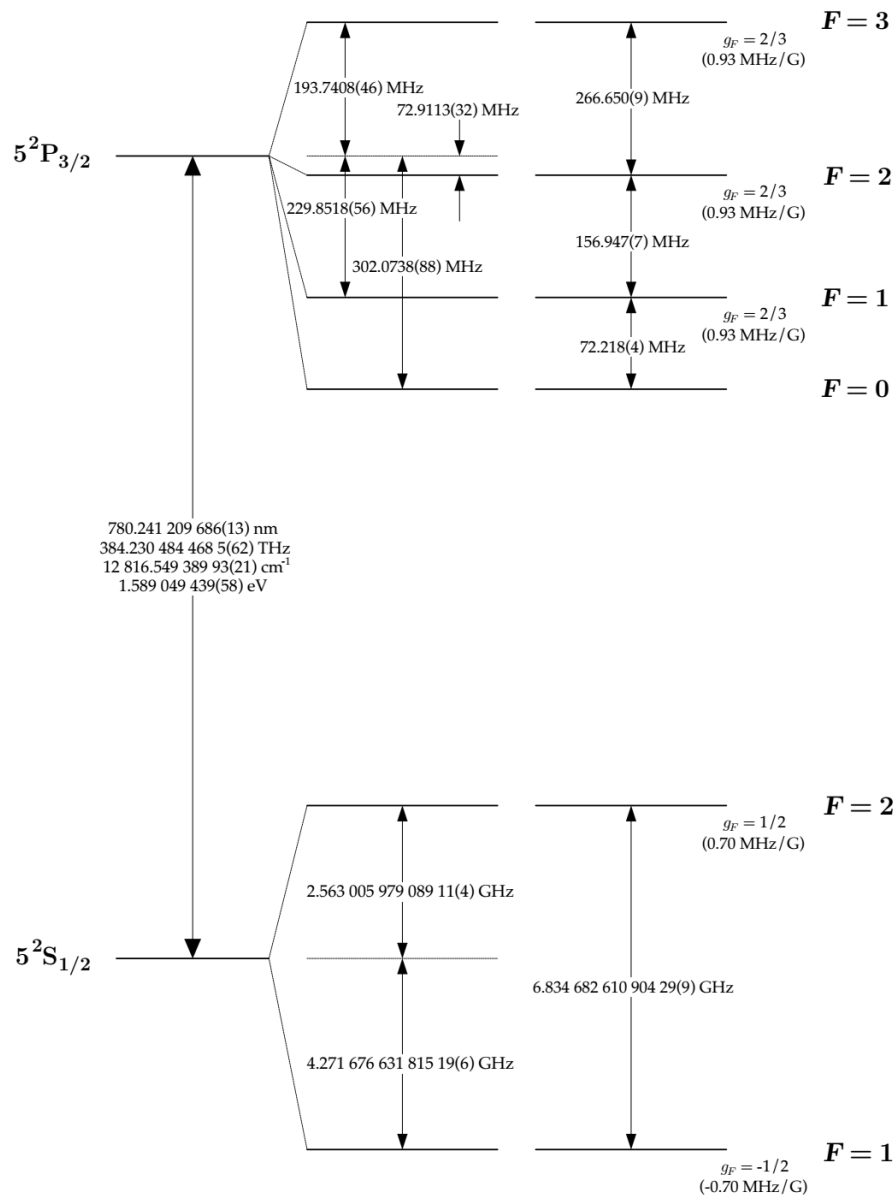 F = 3
g_F = 2/3
(0.93 MHz/G)
193.7408(46) MHz
72.9113(32) MHz
266.650(9) MHz
5²P₃/₂
F = 2
g_F = 2/3
(0.93 MHz/G)
229.8518(56) MHz
156.947(7) MHz
302.0738(88) MHz
F = 1
g_F = 2/3
(0.93 MHz/G)
72.218(4) MHz
F = 0
780.241 209 686(13) nm
384.230 484 468 5(62) THz
12 816.549 389 93(21) cm⁻¹
1.589 049 439(58) eV
F = 2
g_F = 1/2
(0.70 MHz/G)
2.563 005 979 089 11(4) GHz
5²S₁/₂
6.834 682 610 904 29(9) GHz
4.271 676 631 815 19(6) GHz
F = 1
g_F = -1/2
(-0.70 MHz/G)